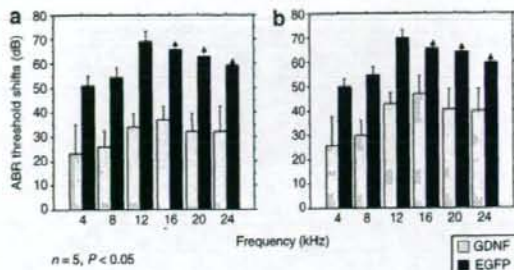 a
b
ABR threshold shifts (dB)
80
70
60
50
40
30
20
10
0
80
70
60
50
40
30
20
10
0
4 8 12 16 20 24
4 8 12 16 20 24
Frequency (kHz)
n = 5, P < 0.05
GDNF
EGFP